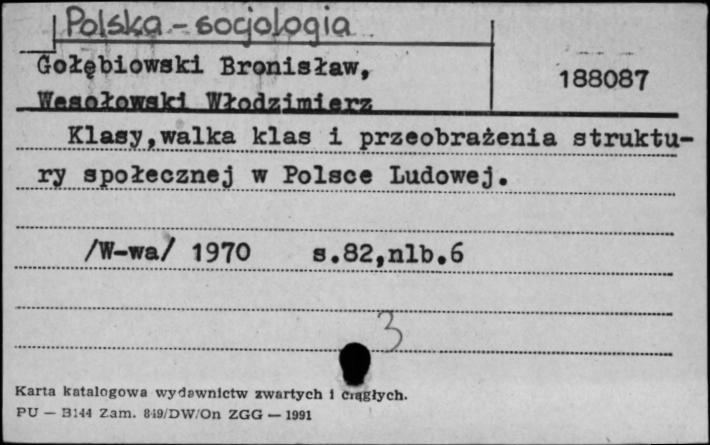 Polska - socjologia
Gołębiowski Bronisław,
188087
Wesołowski Włodzimierz
Klasy,walka klas i przeobrażenia struktu-
ry społecznej w Polsce Ludowej.
/W-wa/ 1970 s.82,nlb.6
3
Karta katalogowa wydawnictw zwartych i ciągłych.
PU — B144 Zam. 849/DW/On ZGG — 1991